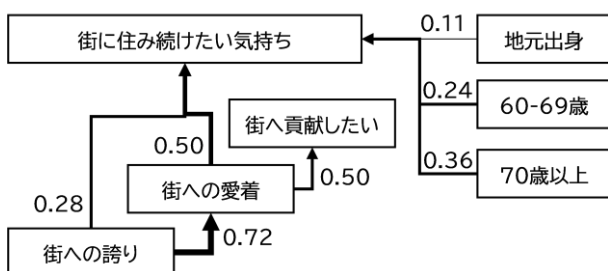 街に住み続けたい気持ち
0.11
地元出身
0.24
60-69歳
街へ貢献したい
0.50
0.36
70歳以上
街への愛着
0.50
0.28
街への誇り
0.72